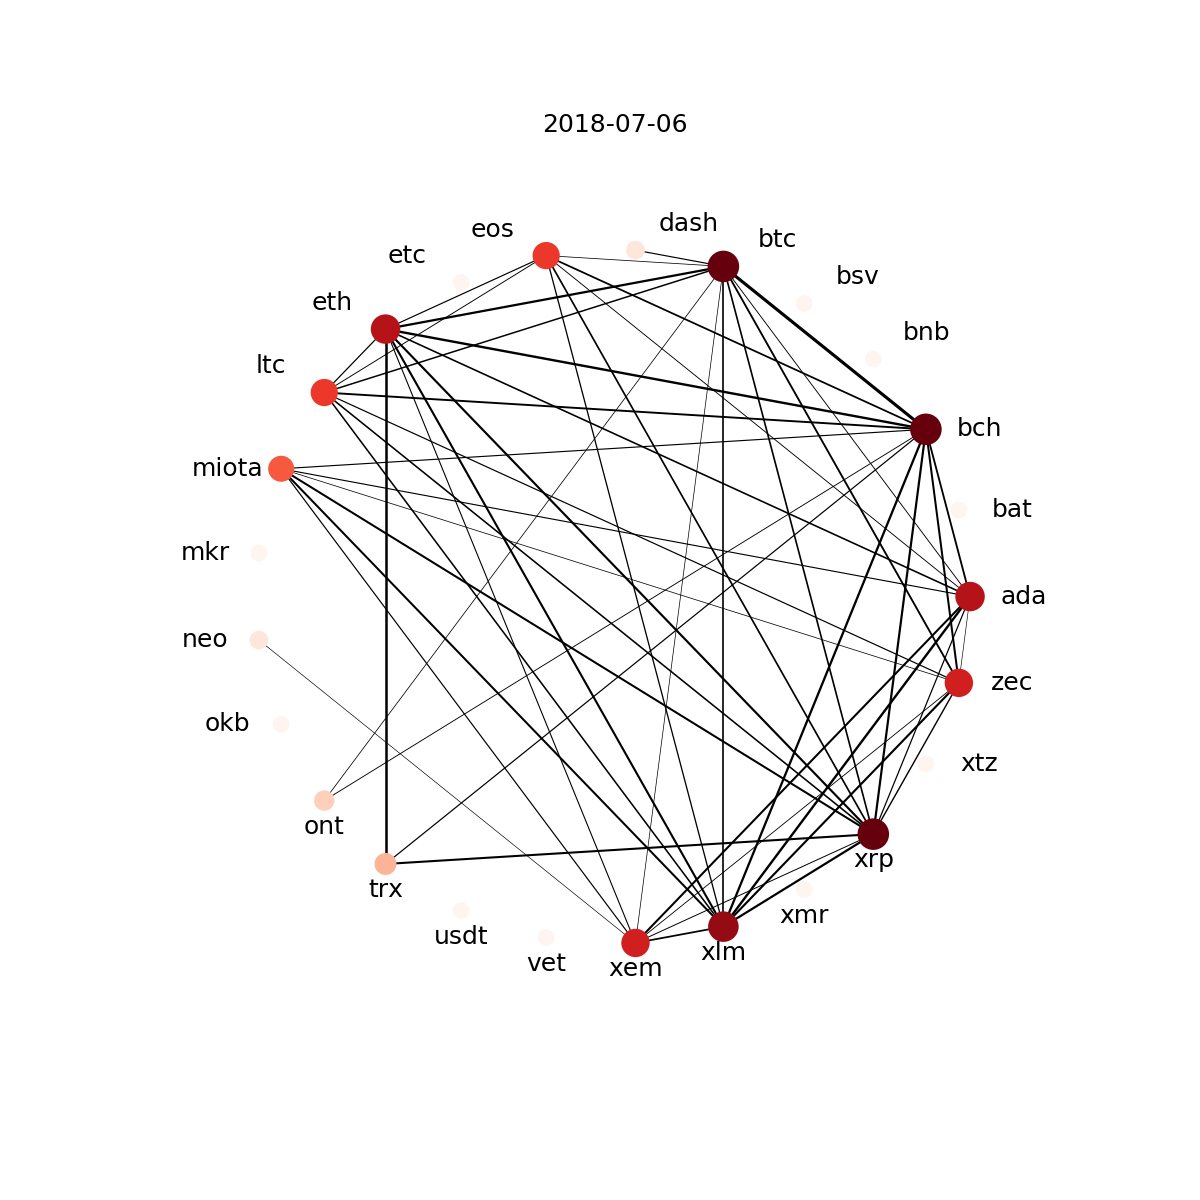 2018-07-06
dash
eos
btc
etc
bsv
eth
bnb
ltc
bch
miota
bat
mkr
ada
neo
zec
okb
xtz
ont
xrp
trx
xmr
usdt
xlm
vet
xem